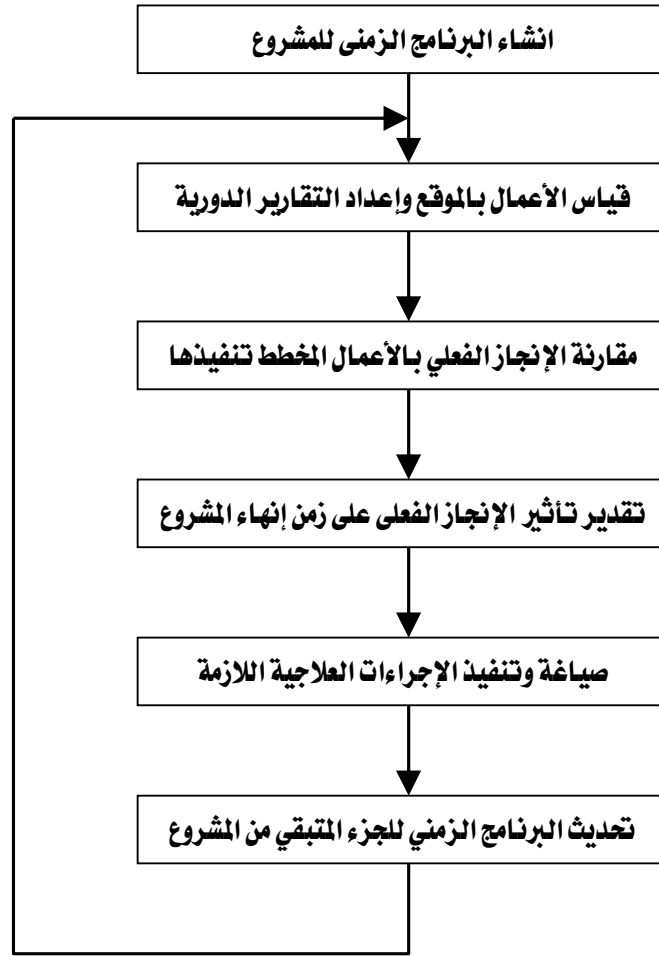 انشاء البرنامج الزمنى للمشروع
قياس الأعمال بالموقع وإعداد التقارير الدورية
مقارنة الإنجاز الفعلي بالأعمال المخطط تنفيذها
تقدير تأثير الإنجاز الفعلى على زمن إنهاء المشروع
صياغة وتنفيذ الإجراءات العلاجية اللازمة
تحديث البرنامج الزمني للجزء المتبقي من المشروع